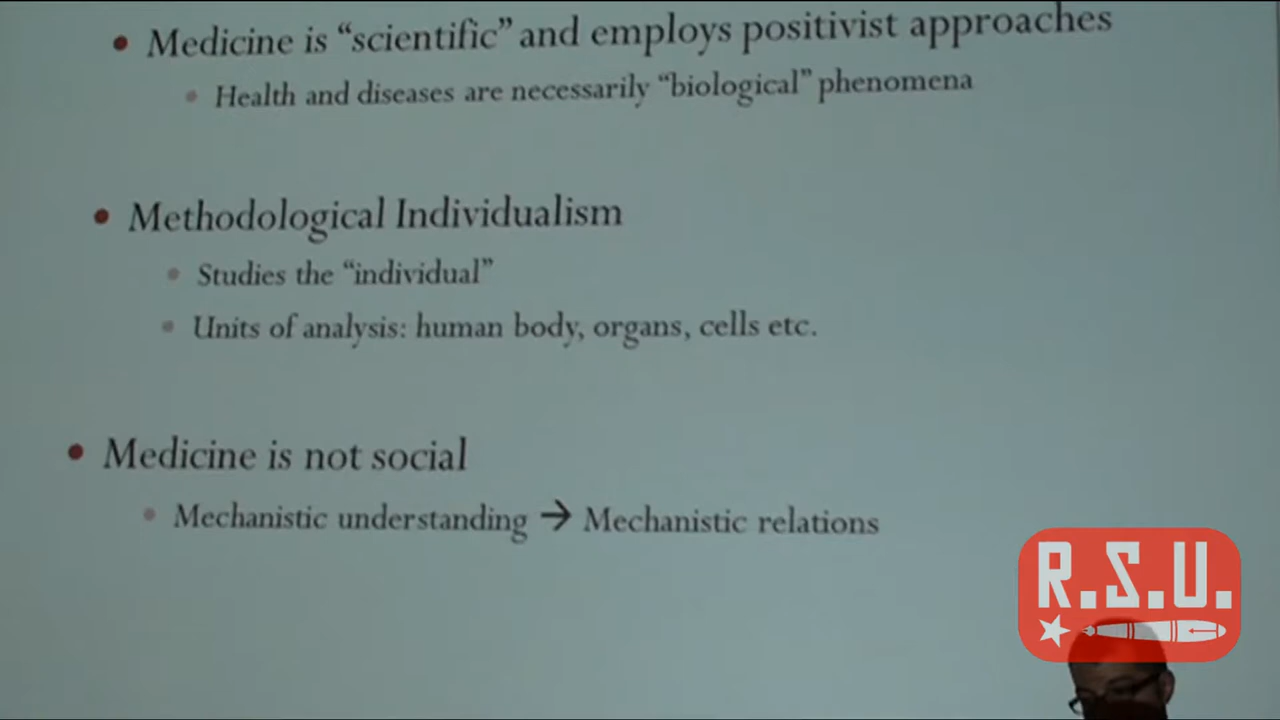 • Medicine is “scientific” and employs positivist approaches
• Health and diseases are necessarily “biological” phenomena
• Methodological Individualism
• Studies the “individual”
• Units of analysis: human body, organs, cells etc.
• Medicine is not social
• Mechanistic understanding → Mechanistic relations
R.S.U.